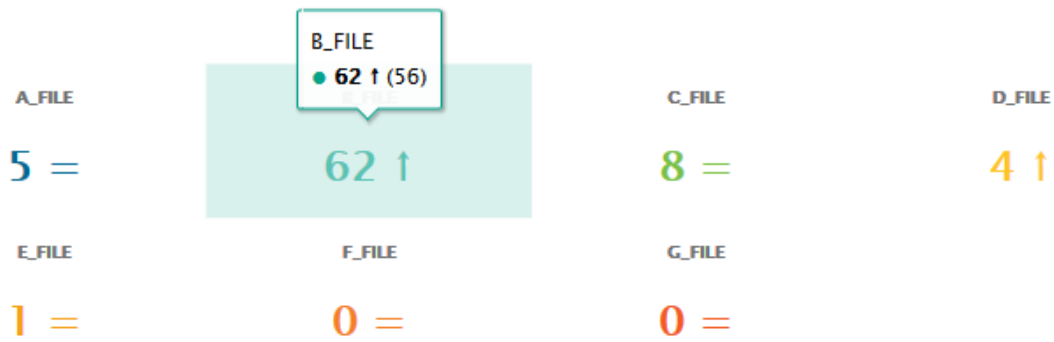 B_FILE
● 62 ↑ (56)
A_FILE
C_FILE
D_FILE
5 =
62 ↑
8 =
4 ↑
E_FILE
F_FILE
G_FILE
1 =
0 =
0 =